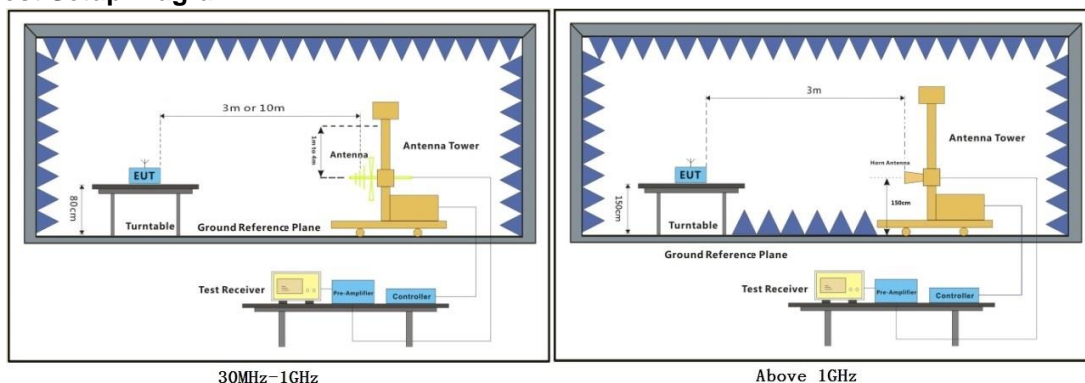 3m or 10m
1m to 4m
Antenna
Antenna Tower
EUT
80cm
Turntable
Ground Reference Plane
Test Receiver
Pre-Amplifier
Controller
30MHz-1GHz
3m
Antenna Tower
Horn Antenna
EUT
150cm
150cm
Turntable
Ground Reference Plane
Test Receiver
Pre-Amplifier
Controller
Above 1GHz